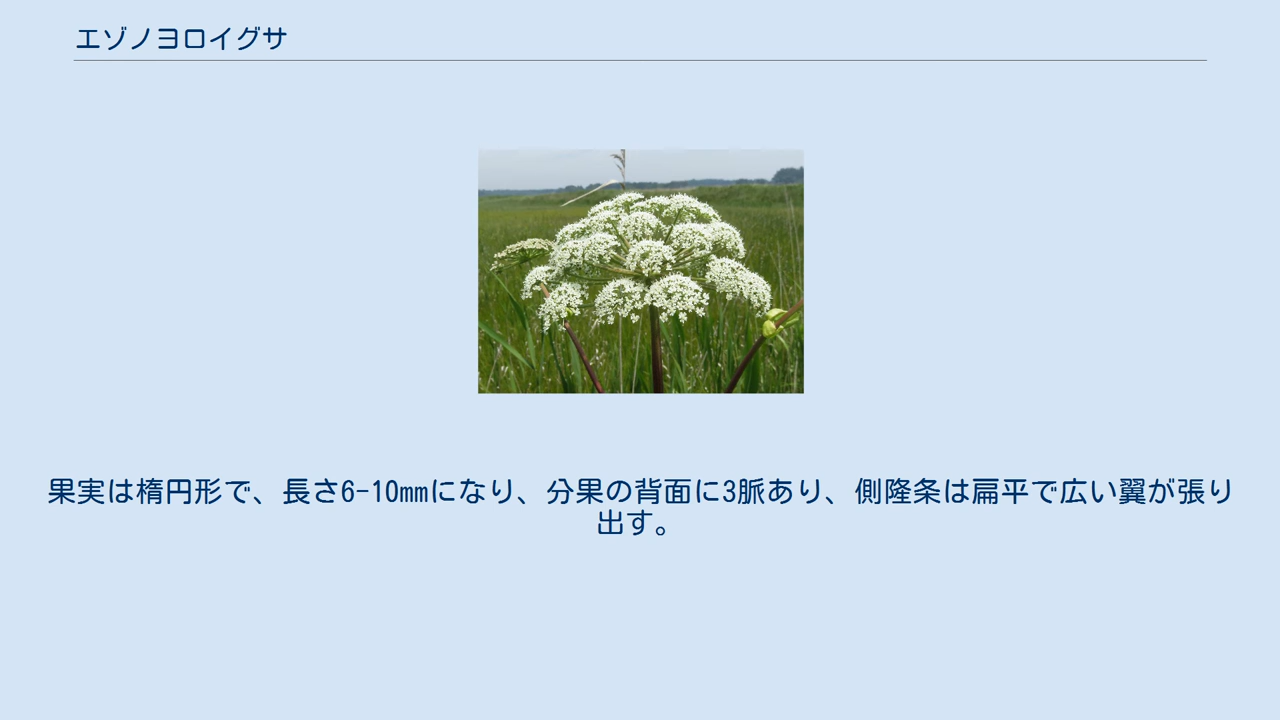 エゾノヨロイグサ
果実は楕円形で、長さ6-10mmになり、分果の背面に3脈あり、側隆条は扁平で広い翼が張り
出す。